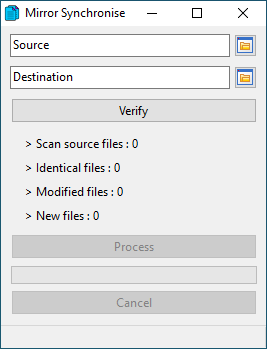 Mirror Synchronise
Source
Destination
Verify
> Scan source files : 0
> Identical files : 0
> Modified files : 0
> New files : 0
Process
Cancel